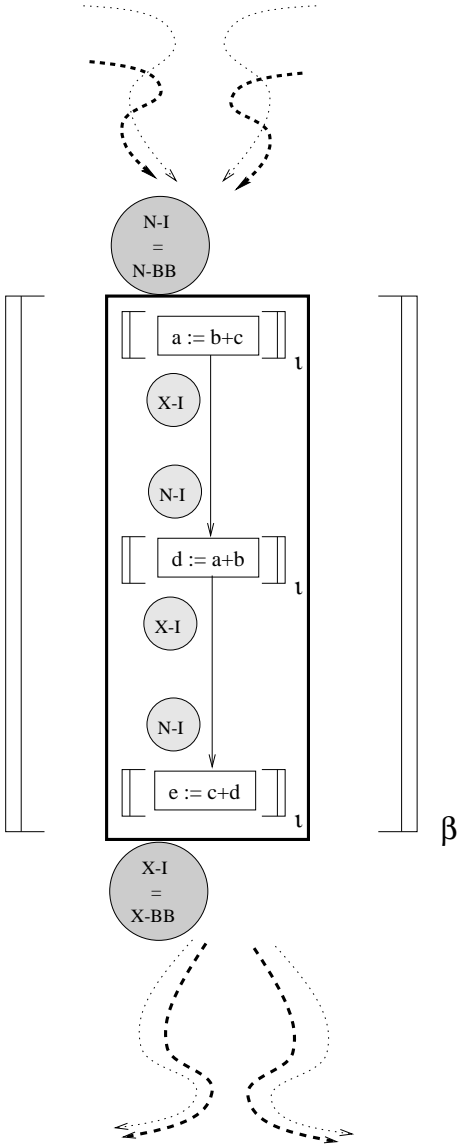 N-I
=
N-BB
a := b+c
ι
X-I
N-I
d := a+b
ι
X-I
N-I
e := c+d
ι
β
X-I
=
X-BB